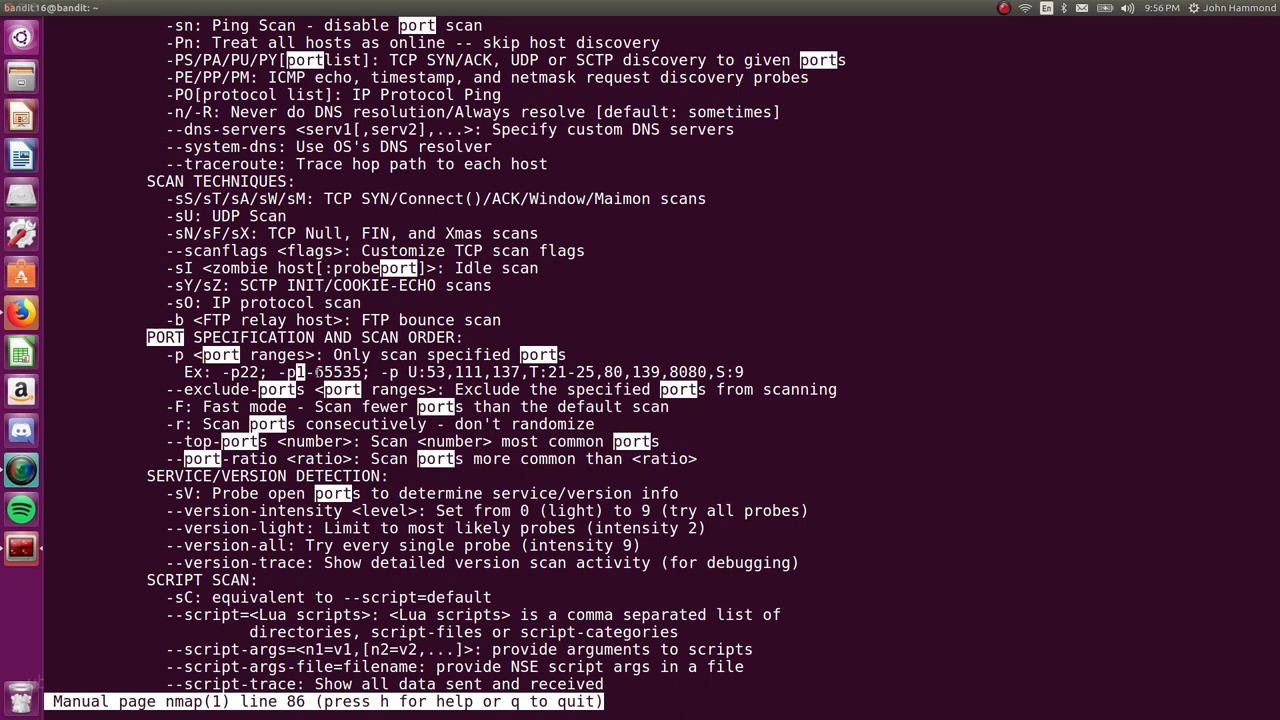 bandit16@bandit: ~
En
9:56 PM
John Hammond
-sn: Ping Scan - disable port scan
-Pn: Treat all hosts as online -- skip host discovery
-PS/PA/PU/PY[portlist]: TCP SYN/ACK, UDP or SCTP discovery to given ports
-PE/PP/PM: ICMP echo, timestamp, and netmask request discovery probes
-PO[protocol list]: IP Protocol Ping
-n/-R: Never do DNS resolution/Always resolve [default: sometimes]
--dns-servers <serv1[,serv2],...>: Specify custom DNS servers
--system-dns: Use OS's DNS resolver
--traceroute: Trace hop path to each host
SCAN TECHNIQUES:
-sS/sT/sA/sW/sM: TCP SYN/Connect()/ACK/Window/Maimon scans
-sU: UDP Scan
-sN/sF/sX: TCP Null, FIN, and Xmas scans
--scanflags <flags>: Customize TCP scan flags
-sI <zombie host[:probeport]>: Idle scan
-sY/sZ: SCTP INIT/COOKIE-ECHO scans
-sO: IP protocol scan
-b <FTP relay host>: FTP bounce scan
PORT SPECIFICATION AND SCAN ORDER:
-p <port ranges>: Only scan specified ports
Ex: -p22; -p1-65535; -p U:53,111,137,T:21-25,80,139,8080,S:9
--exclude-ports <port ranges>: Exclude the specified ports from scanning
-F: Fast mode - Scan fewer ports than the default scan
-r: Scan ports consecutively - don't randomize
--top-ports <number>: Scan <number> most common ports
--port-ratio <ratio>: Scan ports more common than <ratio>
SERVICE/VERSION DETECTION:
-sV: Probe open ports to determine service/version info
--version-intensity <level>: Set from 0 (light) to 9 (try all probes)
--version-light: Limit to most likely probes (intensity 2)
--version-all: Try every single probe (intensity 9)
--version-trace: Show detailed version scan activity (for debugging)
SCRIPT SCAN:
-sC: equivalent to --script=default
--script=<Lua scripts>: <Lua scripts> is a comma separated list of
directories, script-files or script-categories
--script-args=<n1=v1,[n2=v2,...]>: provide arguments to scripts
--script-args-file=filename: provide NSE script args in a file
--script-trace: Show all data sent and received
Manual page nmap(1) line 86 (press h for help or q to quit)